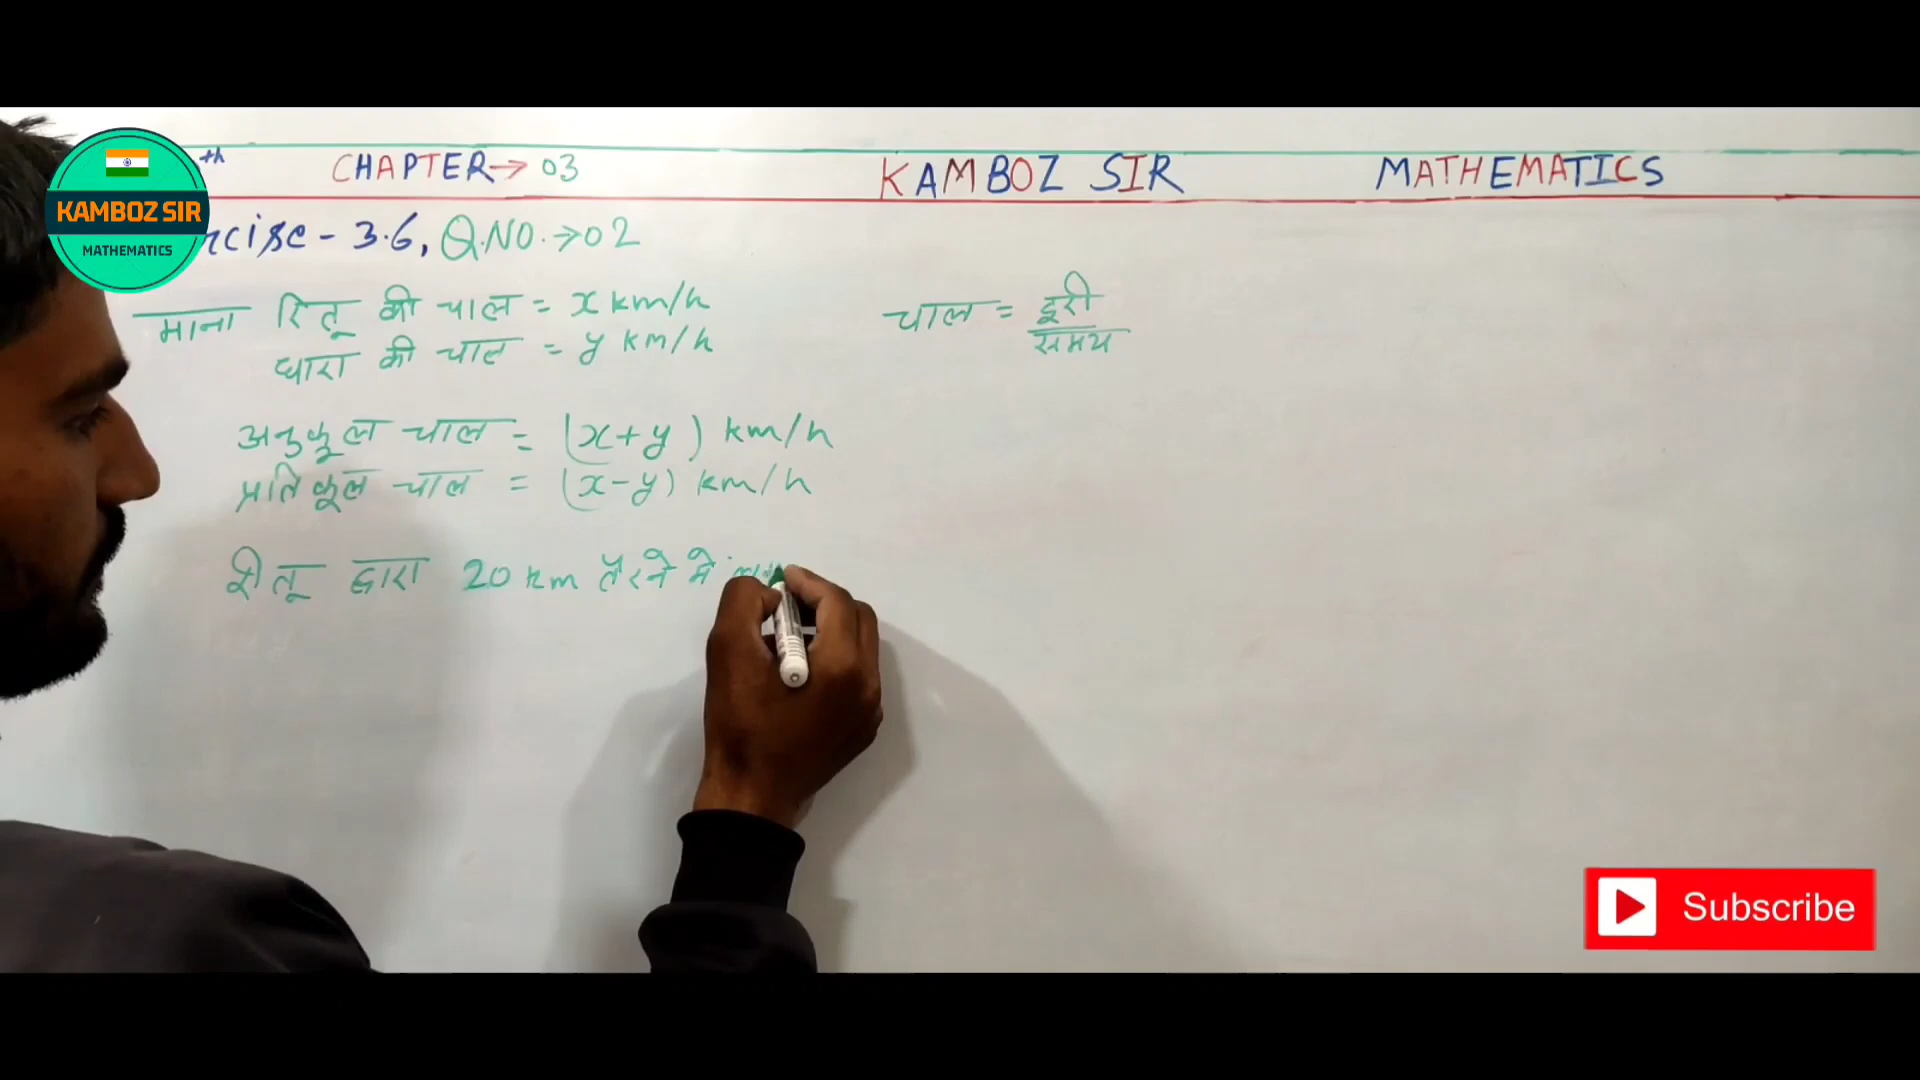 th CHAPTER→03 KAMBOZ SIR MATHEMATICS
KAMBOZ SIR
MATHEMATICS
rcise-3.6, Q.NO.→02
माना रितू की चाल = x km/h
धारा की चाल = y km/h
चाल = दूरी
समय
अनुकूल चाल = (x+y) km/h
प्रतिकूल चाल = (x-y) km/h
रीतू द्वारा 20 km तैरने में
Subscribe